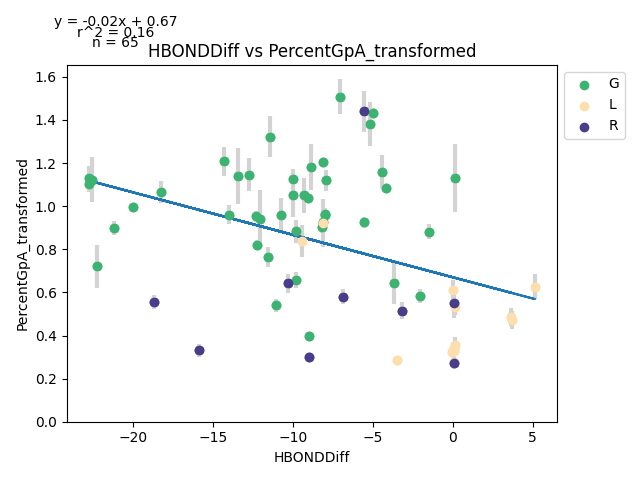 y = -0.02x + 0.67
r^2 = 0.16
n = 65
HBONDDiff vs PercentGpA_transformed
G
L
R
PercentGpA_transformed
1.6
1.4
1.2
1.0
0.8
0.6
0.4
0.2
0.0
−20
−15
−10
−5
0
5
HBONDDiff